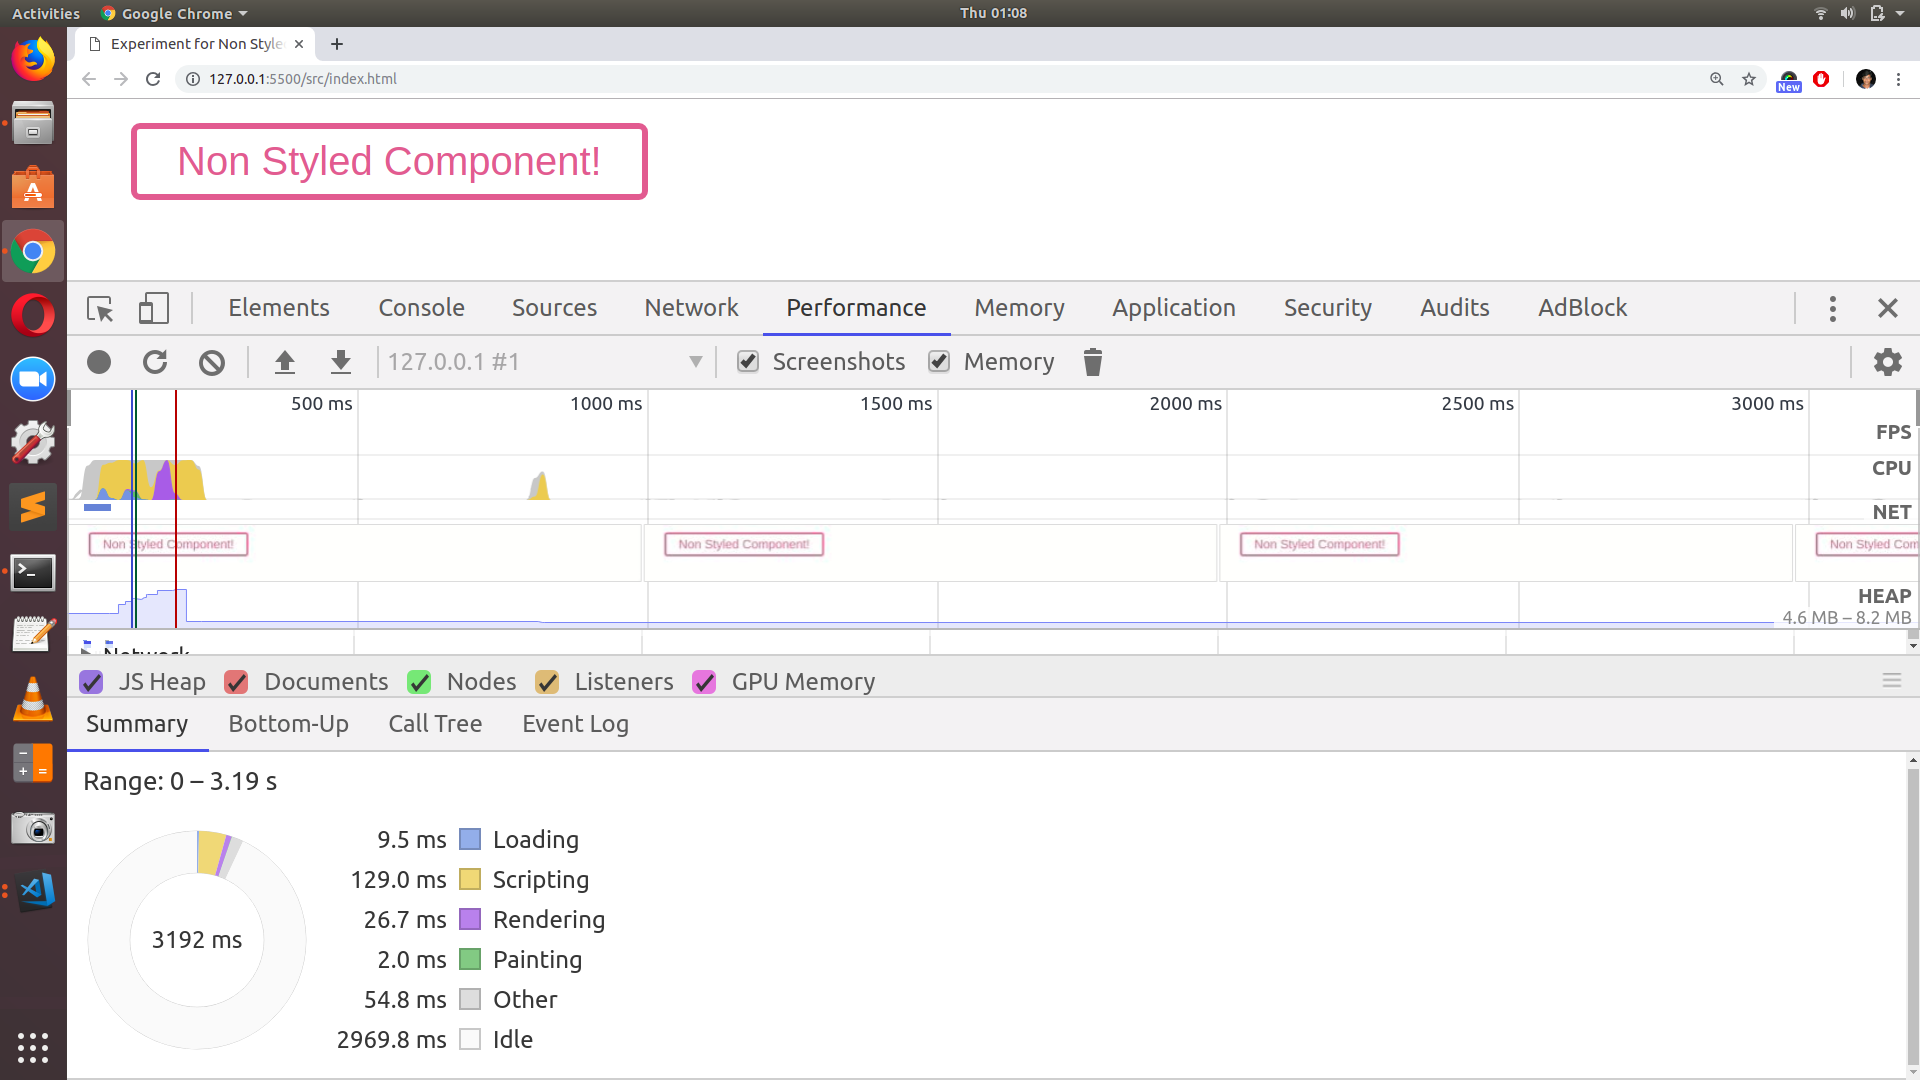 Activities Google Chrome Thu 01:08
Experiment for Non Style
127.0.0.1:5500/src/index.html New
Non Styled Component!
Elements Console Sources Network Performance Memory Application Security Audits AdBlock
127.0.0.1 #1 Screenshots Memory
500 ms 1000 ms 1500 ms 2000 ms 2500 ms 3000 ms
FPS
CPU
NET
Non Styled Component! Non Styled Component! Non Styled Component! Non Styled Com
HEAP
4.6 MB – 8.2 MB
Network
JS Heap Documents Nodes Listeners GPU Memory
Summary Bottom-Up Call Tree Event Log
Range: 0 – 3.19 s
9.5 ms Loading
129.0 ms Scripting
26.7 ms Rendering
3192 ms
2.0 ms Painting
54.8 ms Other
2969.8 ms Idle